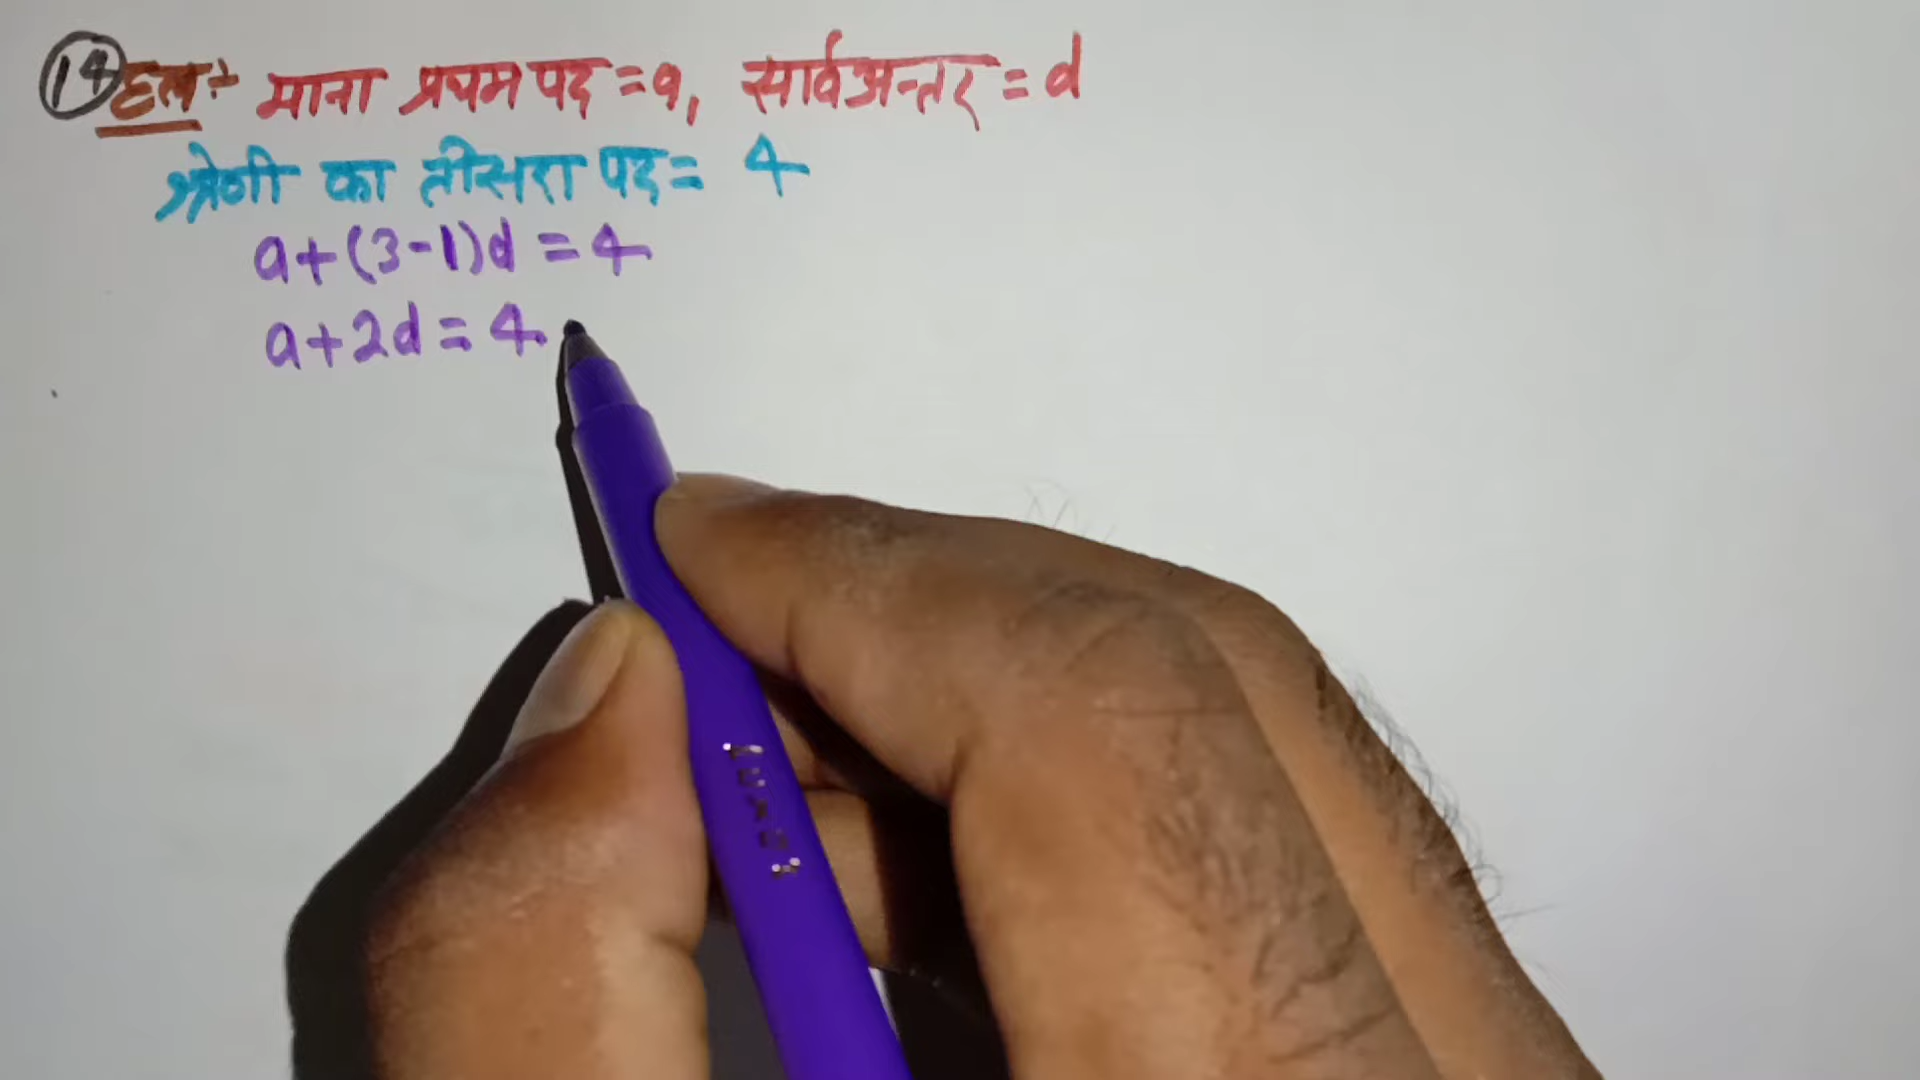 14 हल :- माना प्रथम पद = a, सार्वअन्तर = d
श्रेणी का तीसरा पद = 4
a+(3-1)d = 4
a+2d = 4